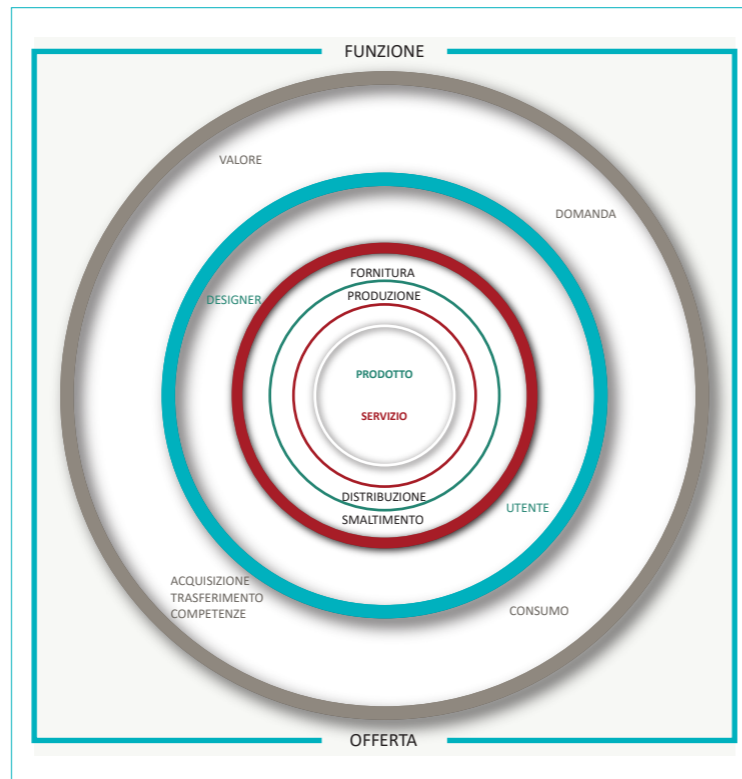 FUNZIONE
VALORE
DOMANDA
FORNITURA
DESIGNER
PRODUZIONE
PRODOTTO
SERVIZIO
DISTRIBUZIONE
UTENTE
SMALTIMENTO
ACQUISIZIONE
TRASFERIMENTO
COMPETENZE
CONSUMO
OFFERTA